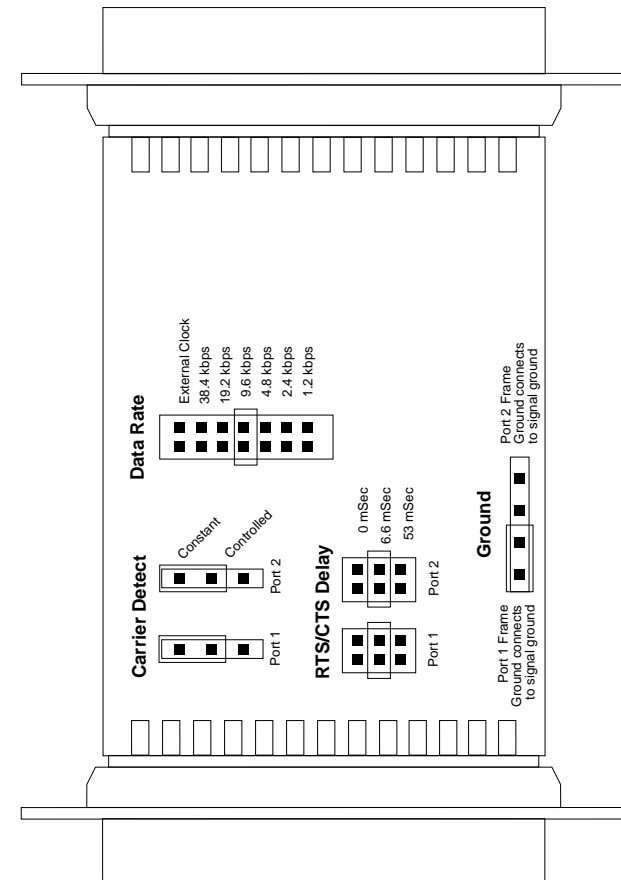 Carrier Detect
Constant
Controlled
Port 1
Port 2
Data Rate
External Clock
38.4 kbps
19.2 kbps
9.6 kbps
4.8 kbps
2.4 kbps
1.2 kbps
RTS/CTS Delay
0 mSec
6.6 mSec
53 mSec
Port 1
Port 2
Ground
Port 1 Frame
Ground connects
to signal ground
Port 2 Frame
Ground connects
to signal ground